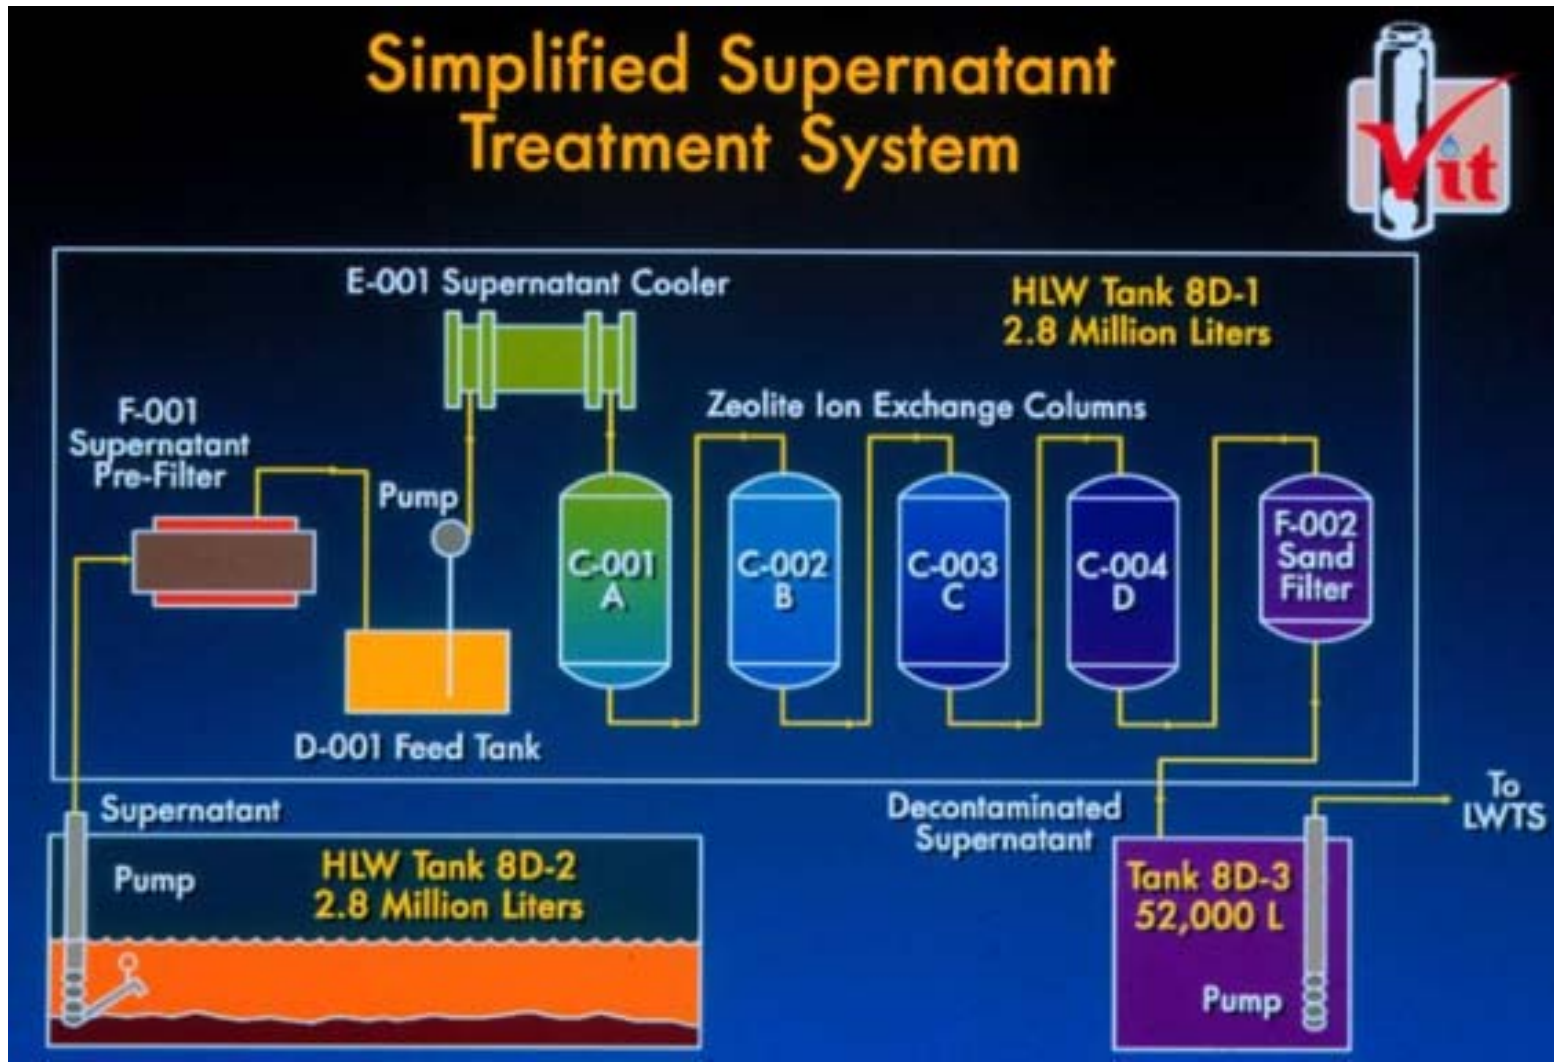 Simplified Supernatant
Treatment System
Vit
E-001 Supernatant Cooler
HLW Tank 8D-1
2.8 Million Liters
F-001
Supernatant
Pre-Filter
Zeolite Ion Exchange Columns
Pump
C-001
A
C-002
B
C-003
C
C-004
D
F-002
Sand
Filter
D-001 Feed Tank
Supernatant
Decontaminated
Supernatant
To
LWTS
Pump
HLW Tank 8D-2
2.8 Million Liters
Tank 8D-3
52,000 L
Pump